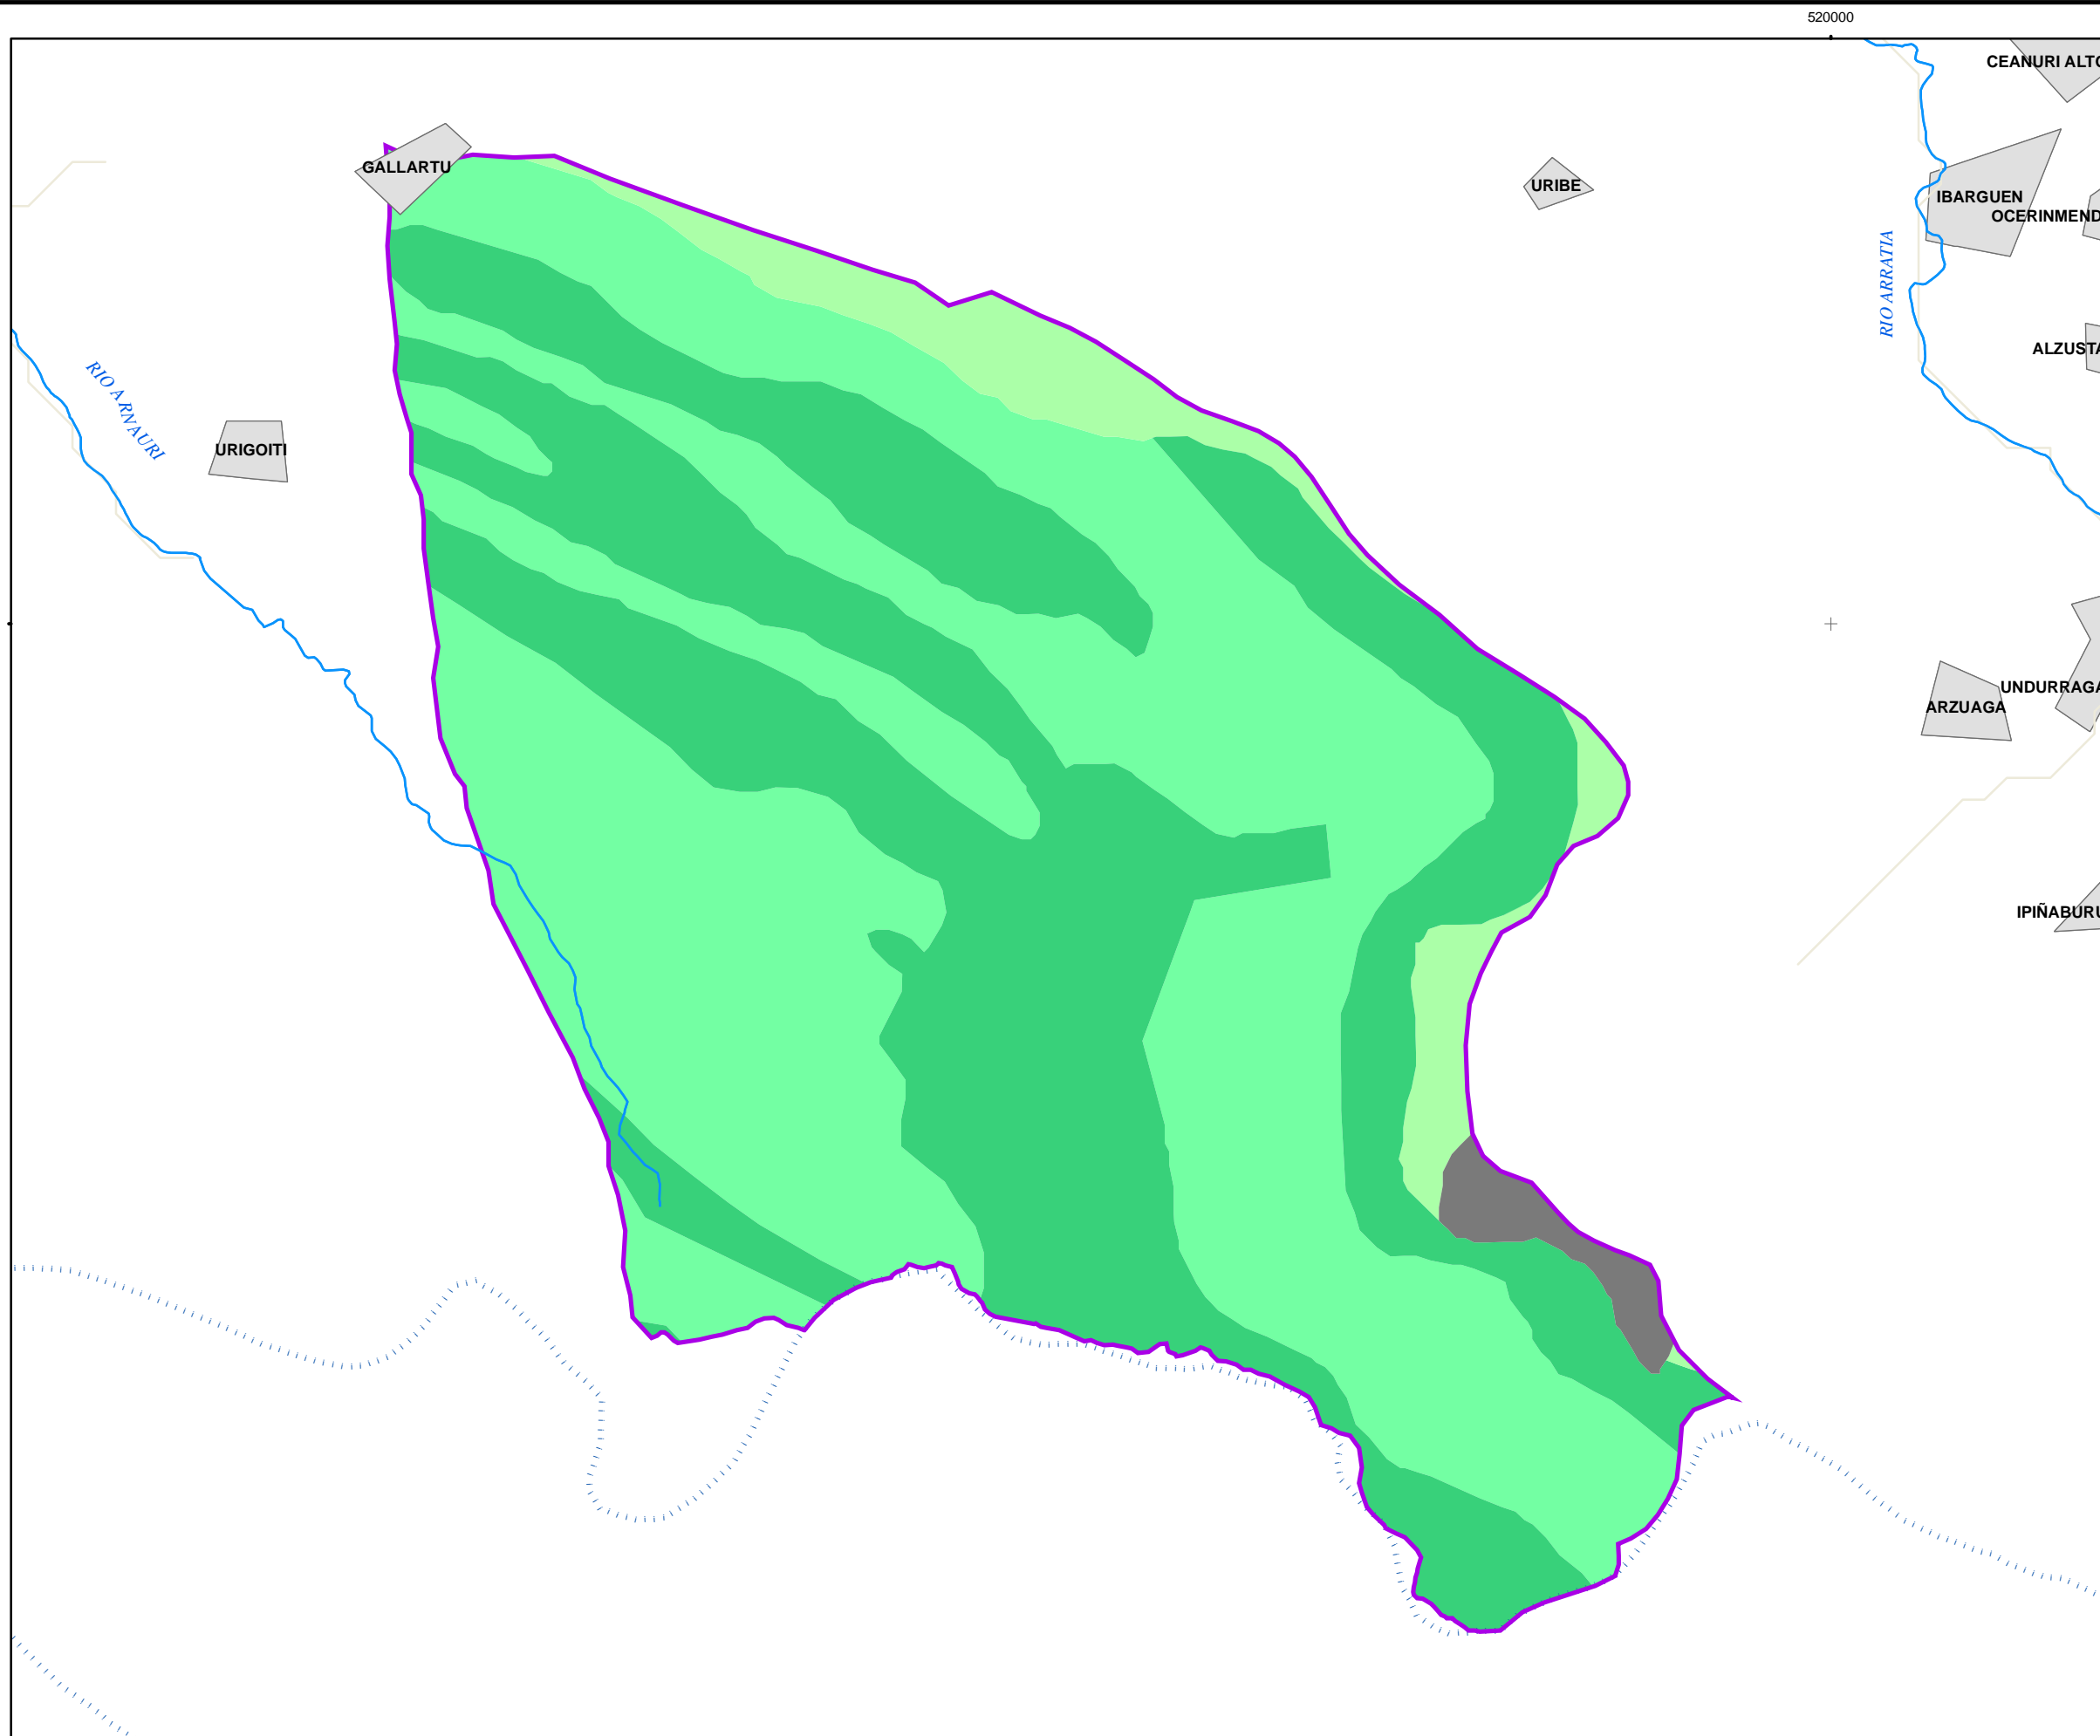 520000
CEANURI ALTO
GALLARTU
URIBE
IBARGUEN
OCERINMEND
RIO ARRATIA
ALZUSTA
RIO ARNAURI
URIGOITI
UNDURRAGA
ARZUAGA
IPIÑABURU